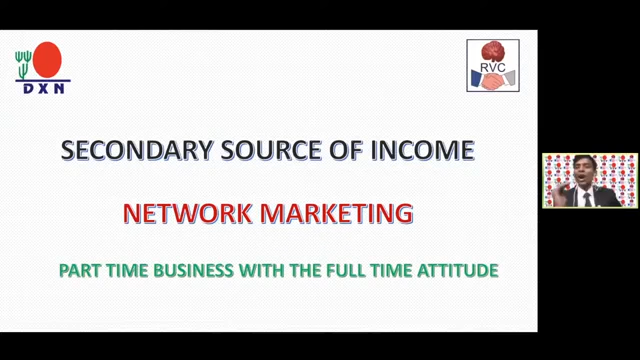 DXN
RVC
SECONDARY SOURCE OF INCOME
NETWORK MARKETING
PART TIME BUSINESS WITH THE FULL TIME ATTITUDE